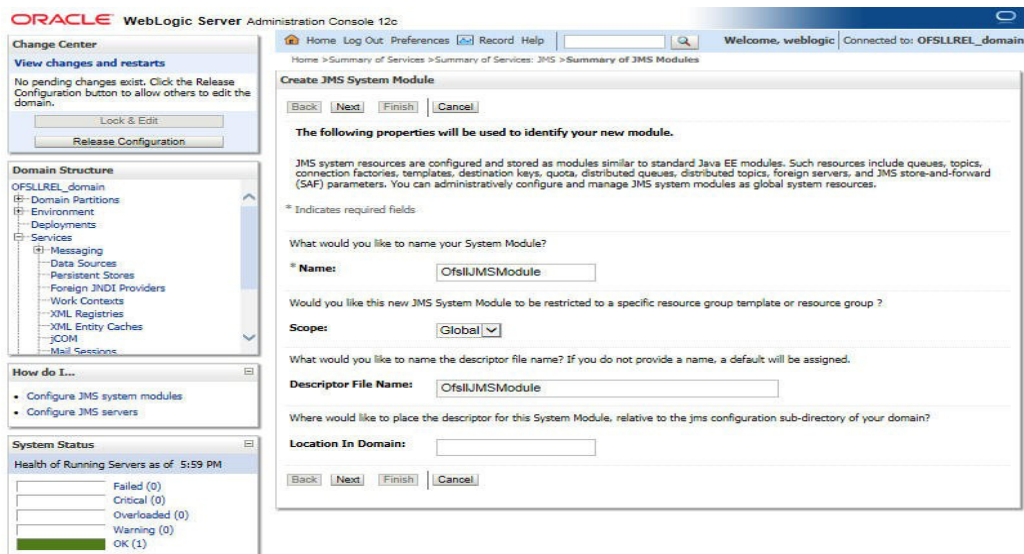 ORACLE WebLogic Server Administration Console 12c
Change Center
View changes and restarts
No pending changes exist. Click the Release
Configuration button to allow others to edit the
domain.
Lock & Edit
Release Configuration
Domain Structure
OFSLLREL_domain
Domain Partitions
Environment
Deployments
Services
Messaging
Data Sources
Persistent Stores
Foreign JNDI Providers
Work Contexts
XML Registries
XML Entity Caches
jCOM
Mail Sessions
How do I...
Configure JMS system modules
Configure JMS servers
System Status
Health of Running Servers as of 5:59 PM
Failed (0)
Critical (0)
Overloaded (0)
Warning (0)
OK (1)
Home Log Out Preferences Record Help
Welcome, weblogic Connected to: OFSLLREL_domain
Home >Summary of Services >Summary of Services: JMS >Summary of JMS Modules
Create JMS System Module
Back Next Finish Cancel
The following properties will be used to identify your new module.
JMS system resources are configured and stored as modules similar to standard Java EE modules. Such resources include queues, topics,
connection factories, templates, destination keys, quota, distributed queues, distributed topics, foreign servers, and JMS store-and-forward
(SAF) parameters. You can administratively configure and manage JMS system modules as global system resources.
* Indicates required fields
What would you like to name your System Module?
* Name: OfsllJMSModule
Would you like this new JMS System Module to be restricted to a specific resource group template or resource group ?
Scope: Global
What would you like to name the descriptor file name? If you do not provide a name, a default will be assigned.
Descriptor File Name: OfsllJMSModule
Where would like to place the descriptor for this System Module, relative to the jms configuration sub-directory of your domain?
Location In Domain:
Back Next Finish Cancel